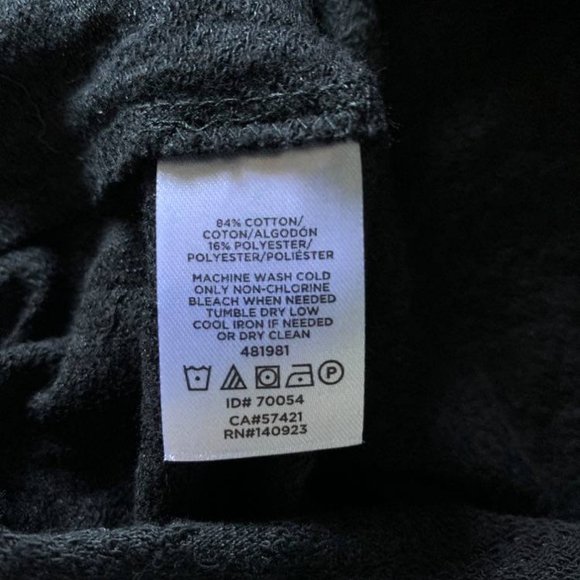 84% COTTON/
COTON/ALGODÓN
16% POLYESTER/
POLYESTER/POLIÉSTER
MACHINE WASH COLD
ONLY NON-CHLORINE
BLEACH WHEN NEEDED
TUMBLE DRY LOW
COOL IRON IF NEEDED
OR DRY CLEAN
481981
P
ID# 70054
CA#57421
RN#140923